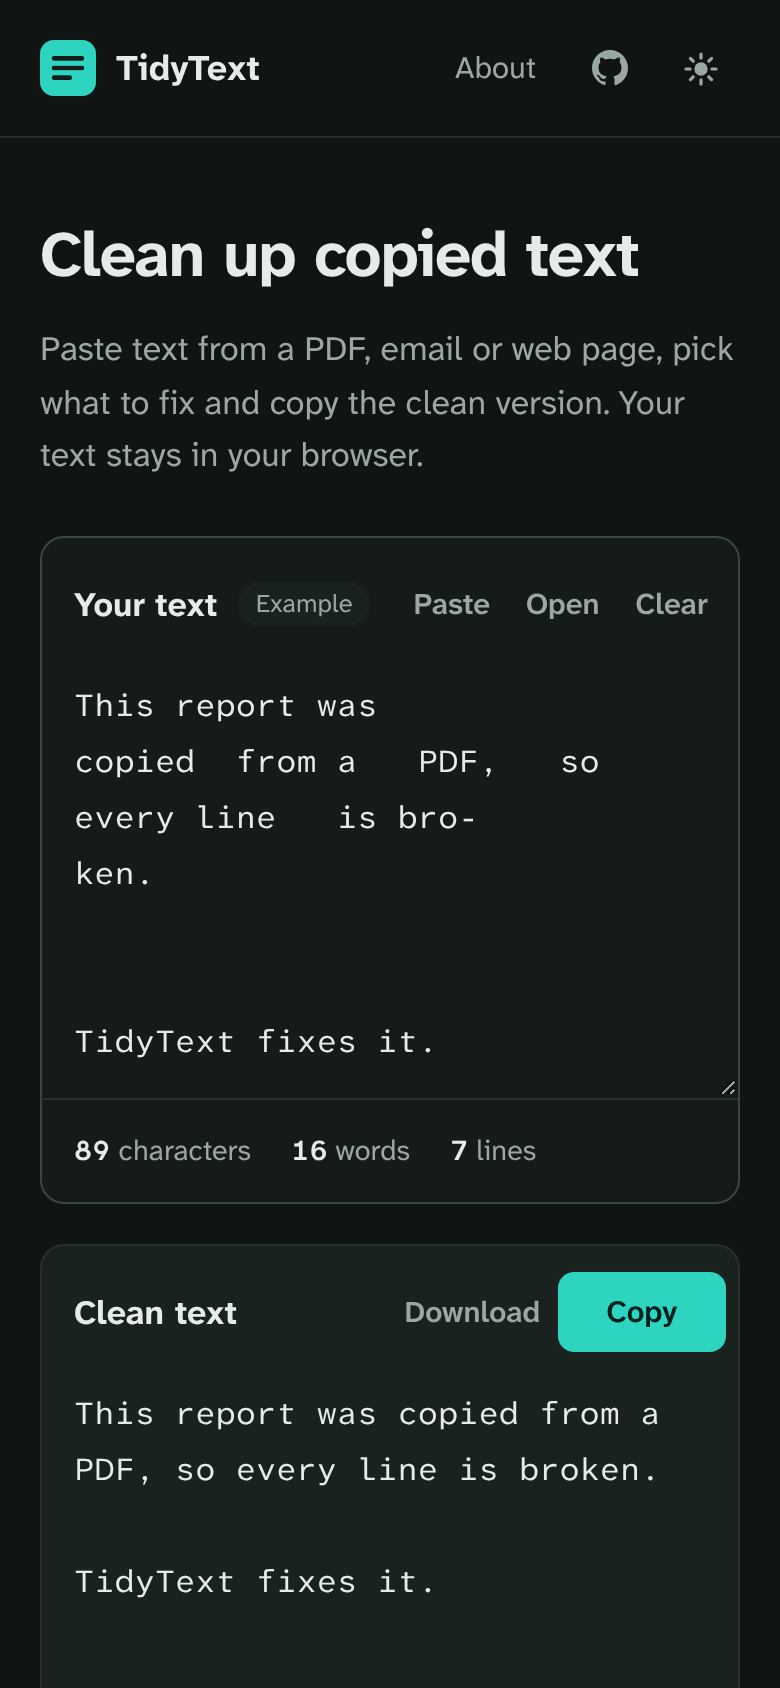 TidyText
About
Clean up copied text
Paste text from a PDF, email or web page, pick
what to fix and copy the clean version. Your
text stays in your browser.
Your text Example Paste Open Clear
This report was
copied  from a   PDF,   so
every line   is bro-
ken.
TidyText fixes it.
89 characters 16 words 7 lines
Clean text Download Copy
This report was copied from a
PDF, so every line is broken.
TidyText fixes it.